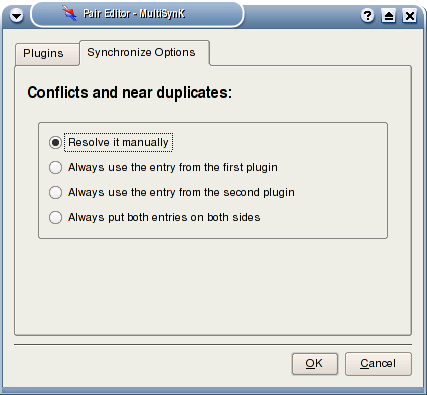 Pair Editor - MultiSynK
Plugins
Synchronize Options
Conflicts and near duplicates:
Resolve it manually
Always use the entry from the first plugin
Always use the entry from the second plugin
Always put both entries on both sides
OK
Cancel